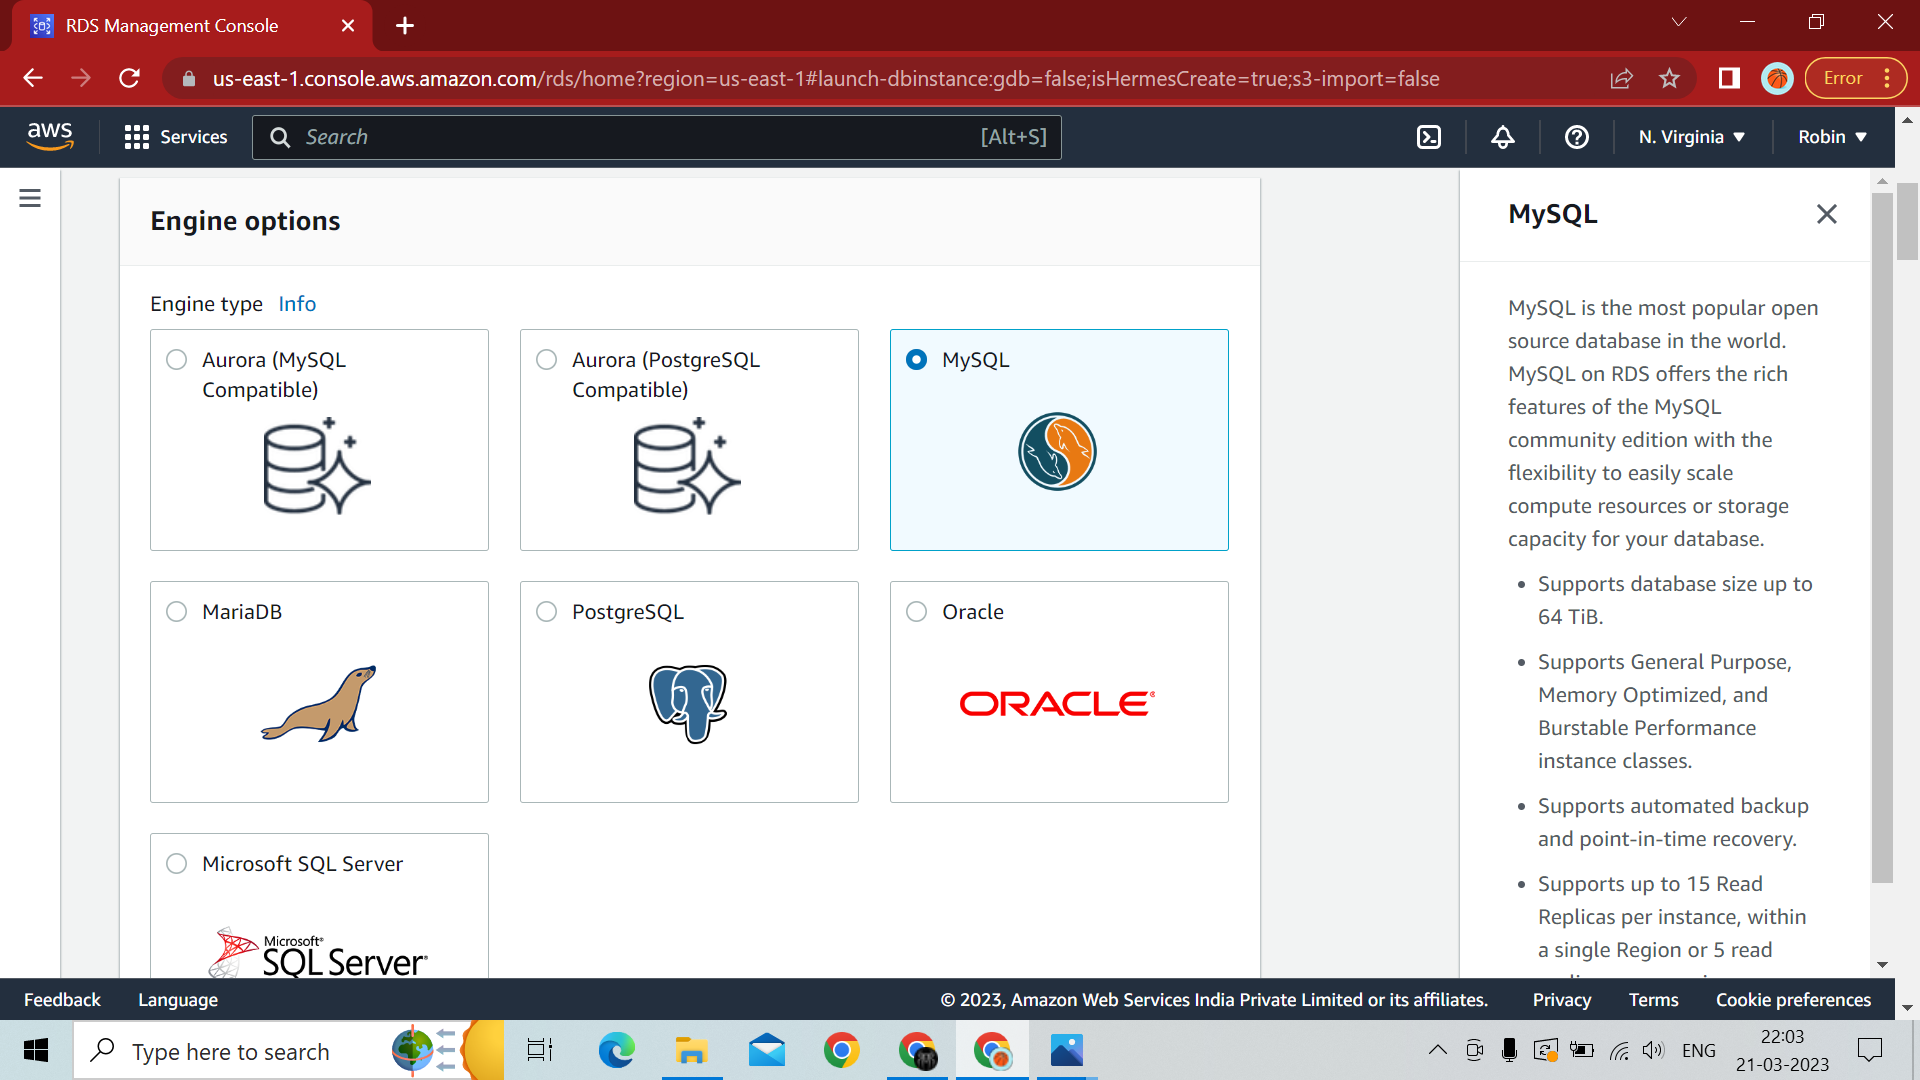 RDS Management Console
us-east-1.console.aws.amazon.com/rds/home?region=us-east-1#launch-dbinstance:gdb=false;isHermesCreate=true;s3-import=false
Error
aws
Services
Search
[Alt+S]
N. Virginia
Robin
Engine options
Engine type Info
Aurora (MySQL
Compatible)
Aurora (PostgreSQL
Compatible)
MySQL
MariaDB
PostgreSQL
Oracle
ORACLE®
Microsoft SQL Server
Microsoft®
SQL Server®
MySQL
MySQL is the most popular open
source database in the world.
MySQL on RDS offers the rich
features of the MySQL
community edition with the
flexibility to easily scale
compute resources or storage
capacity for your database.
• Supports database size up to
64 TiB.
• Supports General Purpose,
Memory Optimized, and
Burstable Performance
instance classes.
• Supports automated backup
and point-in-time recovery.
• Supports up to 15 Read
Replicas per instance, within
a single Region or 5 read
Feedback
Language
© 2023, Amazon Web Services India Private Limited or its affiliates.
Privacy
Terms
Cookie preferences
Type here to search
ENG
22:03
21-03-2023